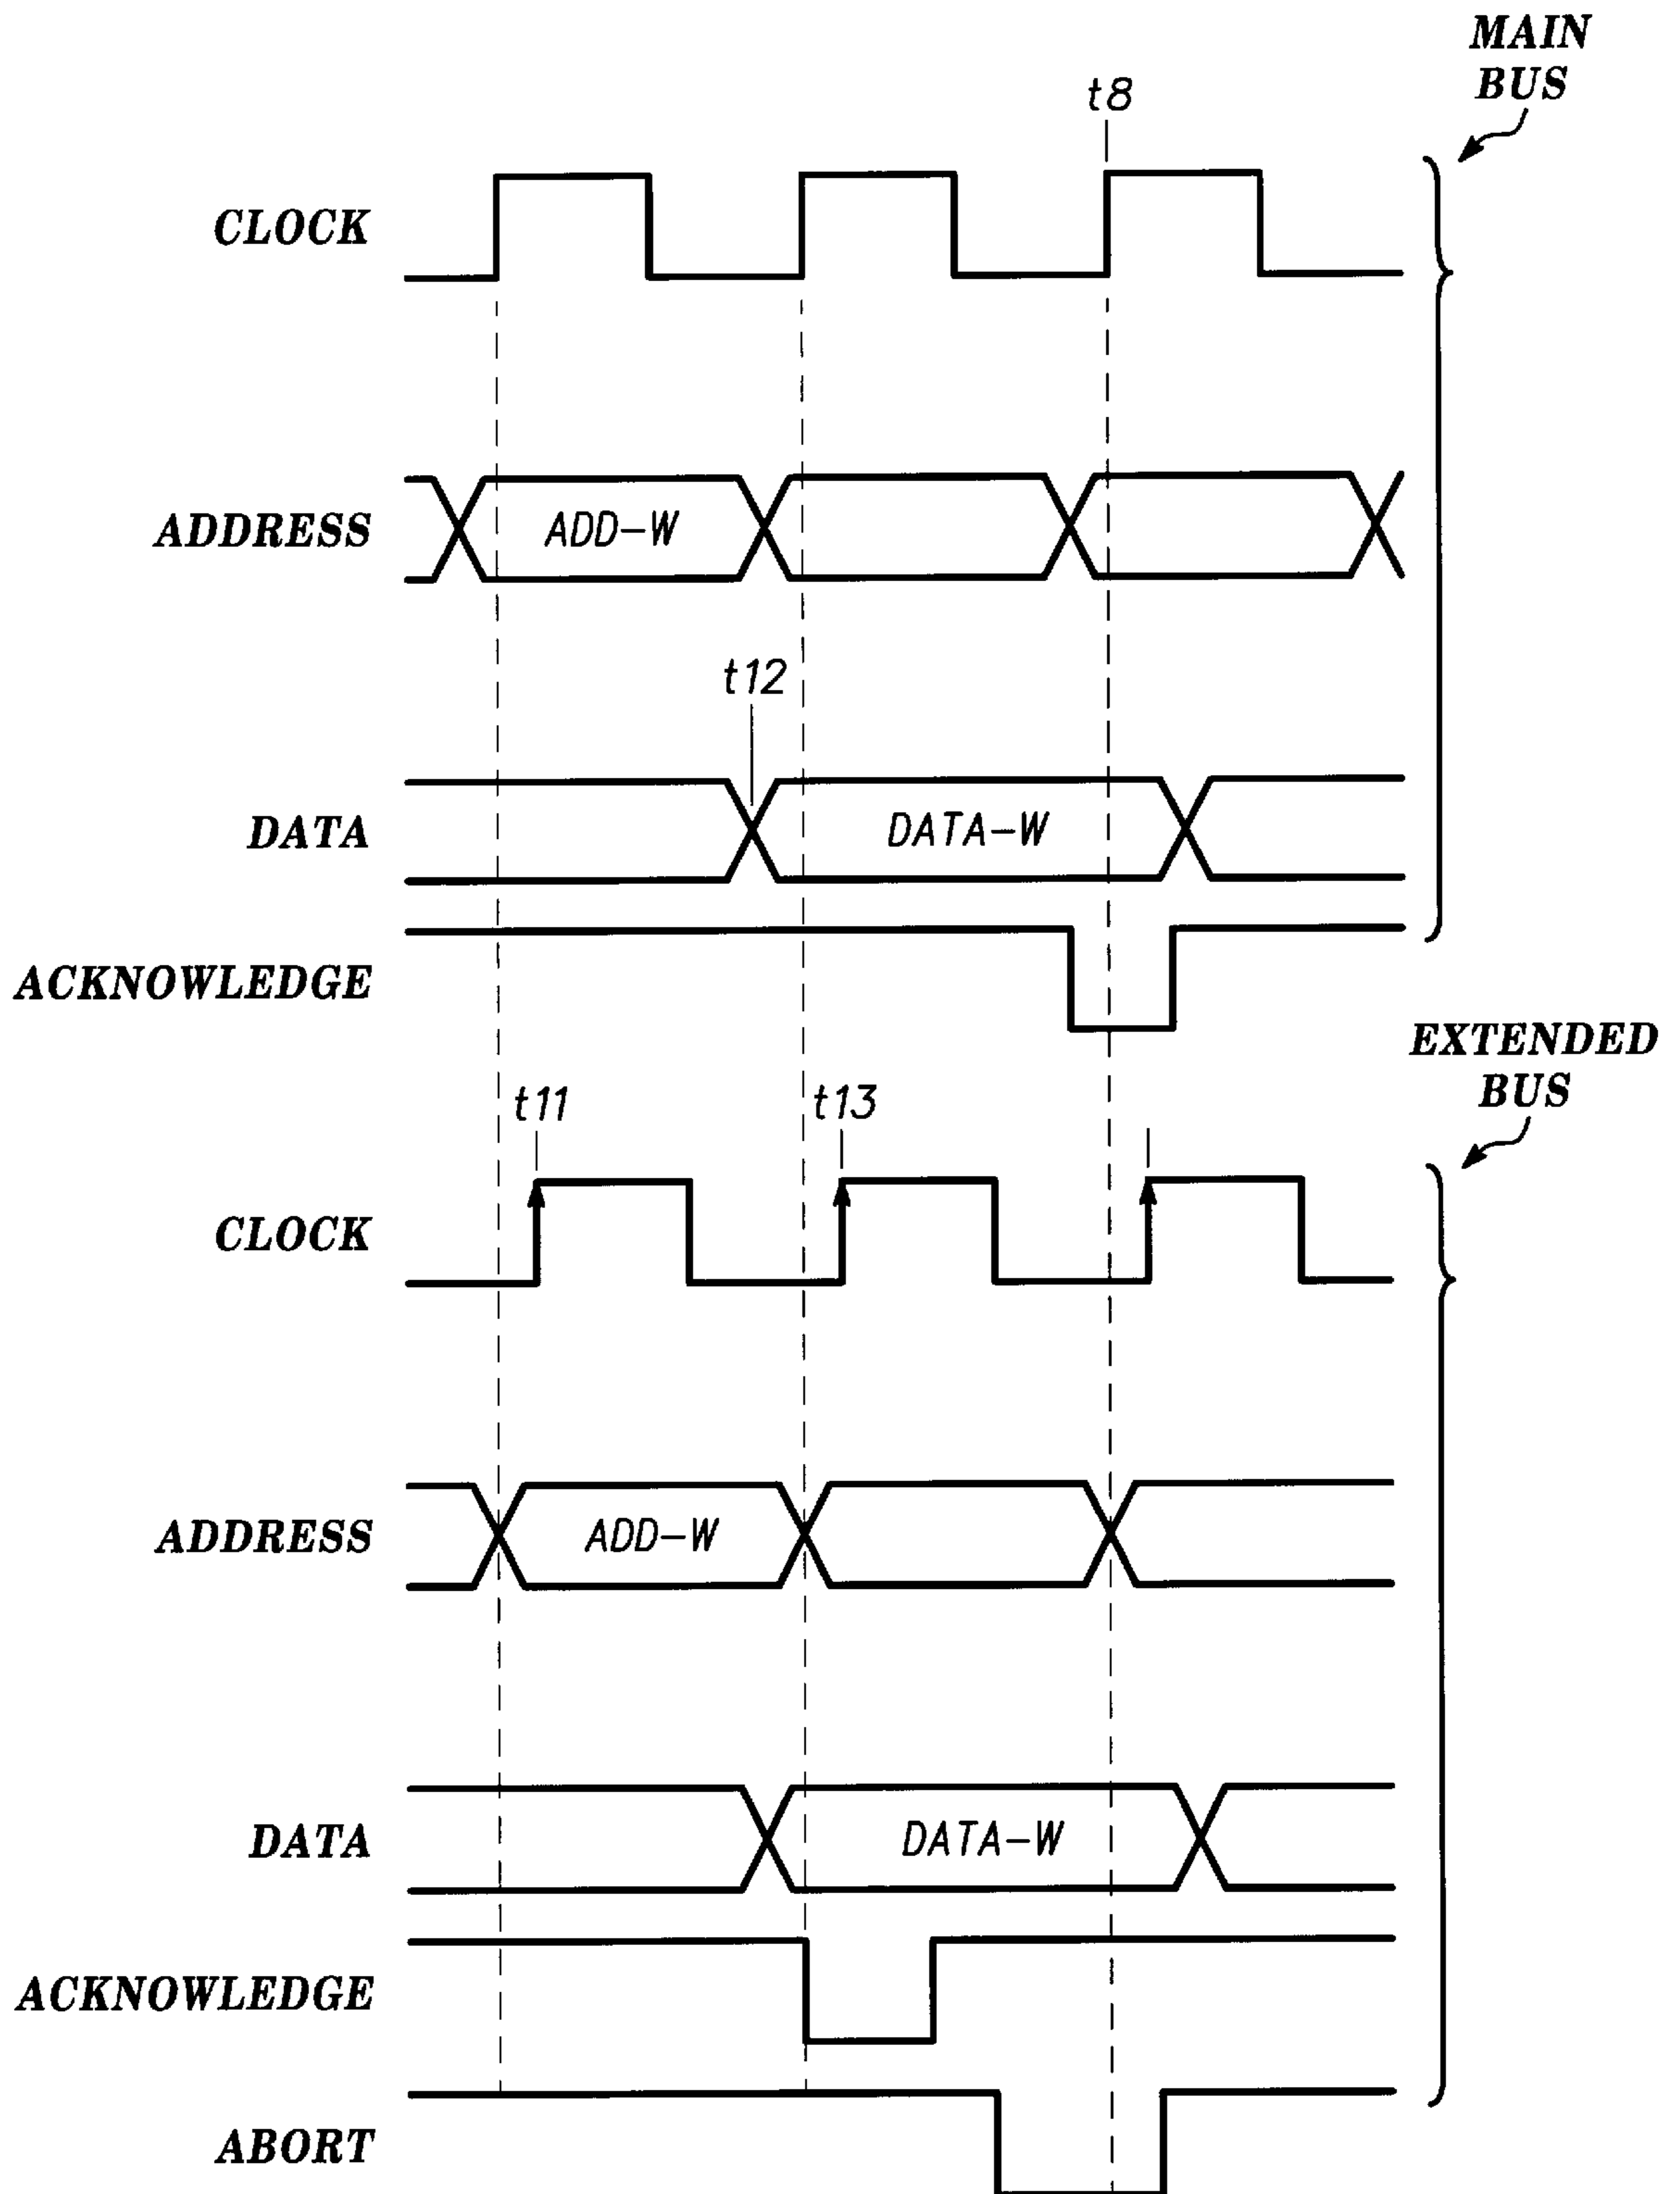 MAIN
BUS
t8
CLOCK
ADDRESS
ADD-W
t12
DATA
DATA-W
ACKNOWLEDGE
EXTENDED
BUS
t11
t13
CLOCK
ADDRESS
ADD-W
DATA
DATA-W
ACKNOWLEDGE
ABORT